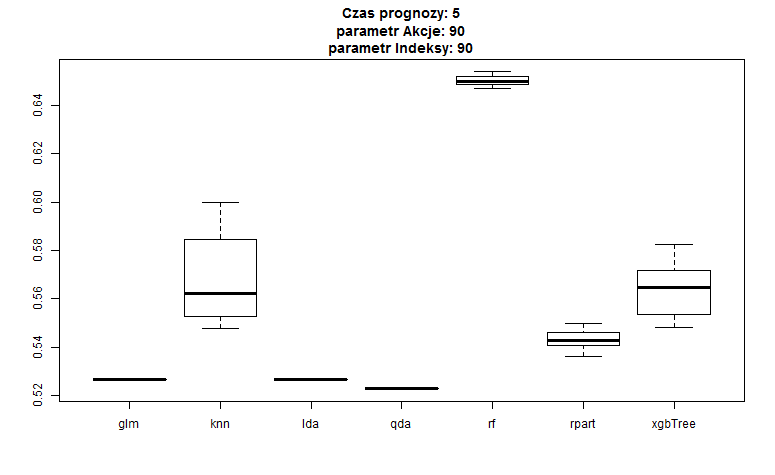 Czas prognozy: 5
parametr Akcje: 90
parametr Indeksy: 90
0.64
0.62
0.60
0.58
0.56
0.54
0.52
glm knn lda qda rf rpart xgbTree